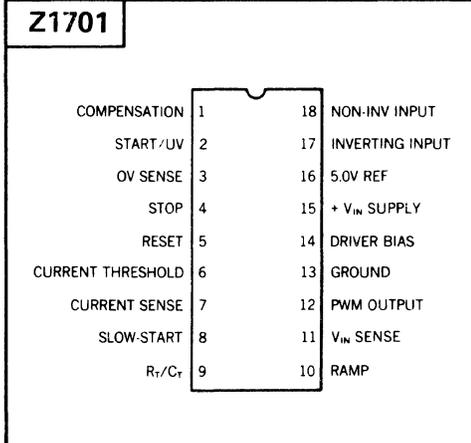 Z1701
COMPENSATION 1 18 NON-INV INPUT
START/UV 2 17 INVERTING INPUT
OV SENSE 3 16 5.0V REF
STOP 4 15 + VIN SUPPLY
RESET 5 14 DRIVER BIAS
CURRENT THRESHOLD 6 13 GROUND
CURRENT SENSE 7 12 PWM OUTPUT
SLOW-START 8 11 VIN SENSE
RT/CT 9 10 RAMP